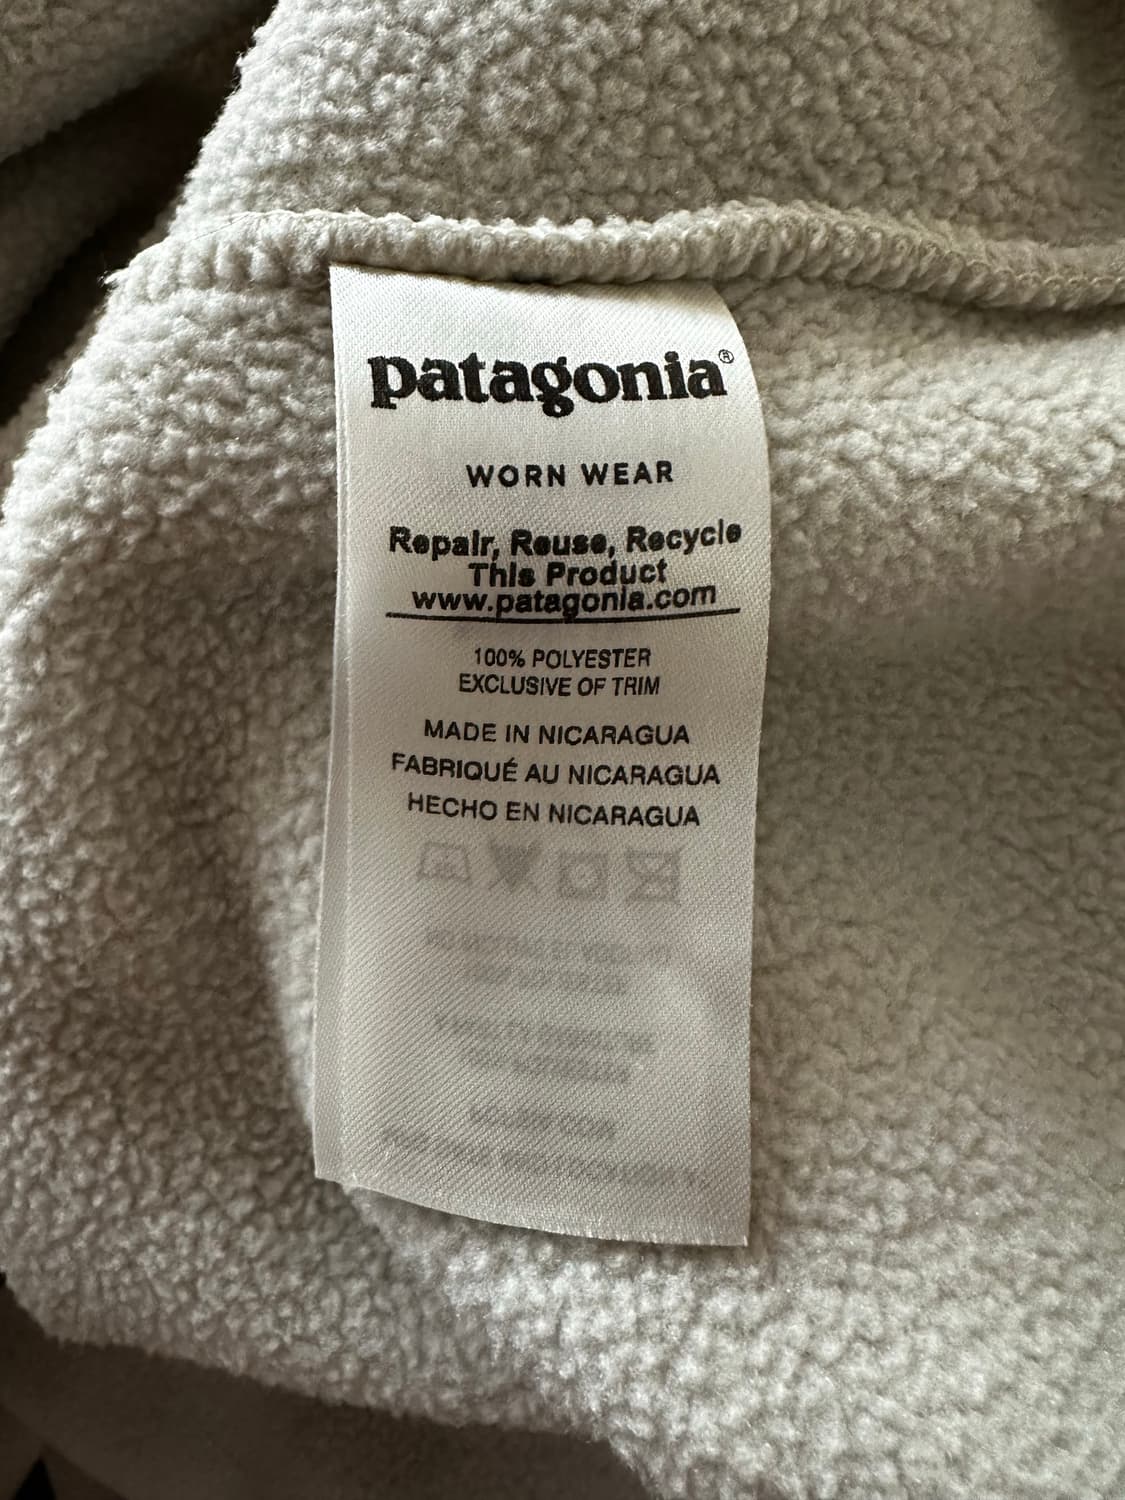 patagonia®
WORN WEAR
Repair, Reuse, Recycle
This Product
www.patagonia.com
100% POLYESTER
EXCLUSIVE OF TRIM
MADE IN NICARAGUA
FABRIQUÉ AU NICARAGUA
HECHO EN NICARAGUA